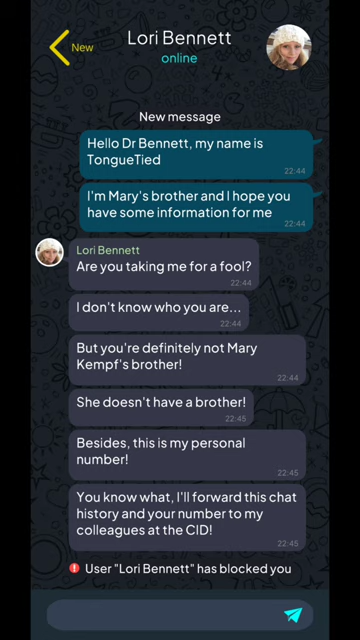 New
Lori Bennett
online
New message
Hello Dr Bennett, my name is
TongueTied
22:44
I'm Mary's brother and I hope you
have some information for me
22:44
Lori Bennett
Are you taking me for a fool?
22:44
I don't know who you are...
22:44
But you're definitely not Mary
Kempf's brother!
22:44
She doesn't have a brother!
22:45
Besides, this is my personal
number!
22:45
You know what, I'll forward this chat
history and your number to my
colleagues at the CID!
22:45
User "Lori Bennett" has blocked you